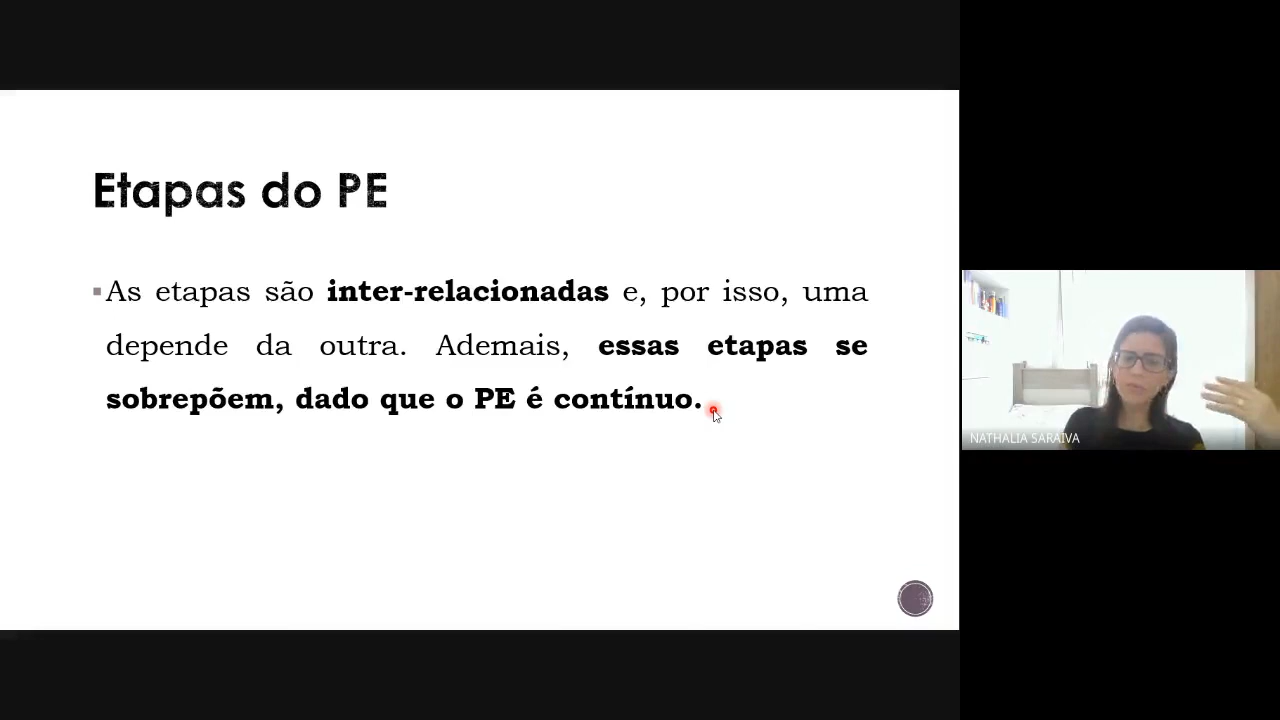 Etapas do PE
▪As etapas são inter-relacionadas e, por isso, uma
depende da outra. Ademais, essas etapas se
sobrepõem, dado que o PE é contínuo.
NATHALIA SARAIVA